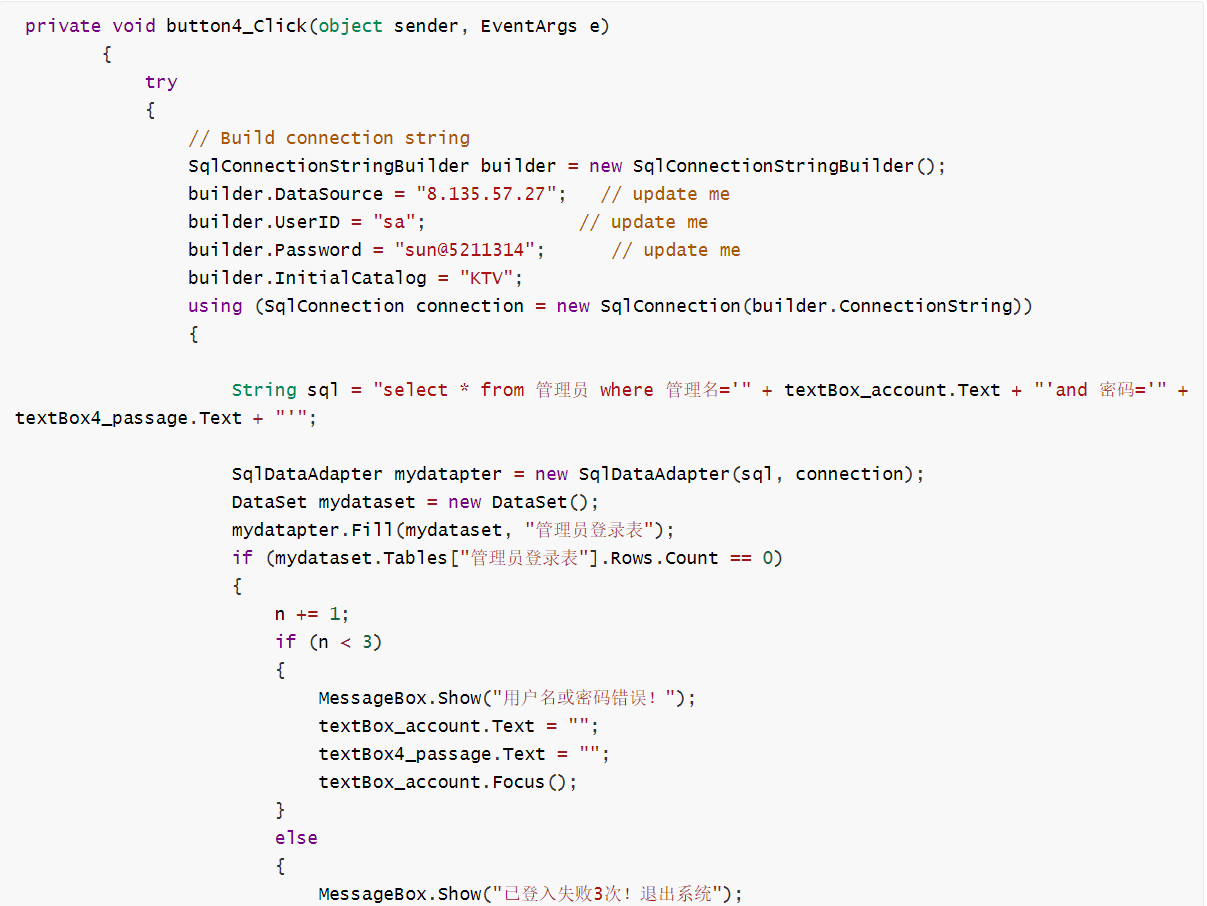 private void button4_Click(object sender, EventArgs e)
{
try
{
// Build connection string
SqlConnectionStringBuilder builder = new SqlConnectionStringBuilder();
builder.DataSource = "8.135.57.27";   // update me
builder.UserID = "sa";              // update me
builder.Password = "sun@5211314";      // update me
builder.InitialCatalog = "KTV";
using (SqlConnection connection = new SqlConnection(builder.ConnectionString))
{
String sql = "select * from 管理员 where 管理名='" + textBox_account.Text + "'and 密码='" +
textBox4_passage.Text + "'";
SqlDataAdapter mydatapter = new SqlDataAdapter(sql, connection);
DataSet mydataset = new DataSet();
mydatapter.Fill(mydataset, "管理员登录表");
if (mydataset.Tables["管理员登录表"].Rows.Count == 0)
{
n += 1;
if (n < 3)
{
MessageBox.Show("用户名或密码错误！");
textBox_account.Text = "";
textBox4_passage.Text = "";
textBox_account.Focus();
}
else
{
MessageBox.Show("已登入失败3次！退出系统");